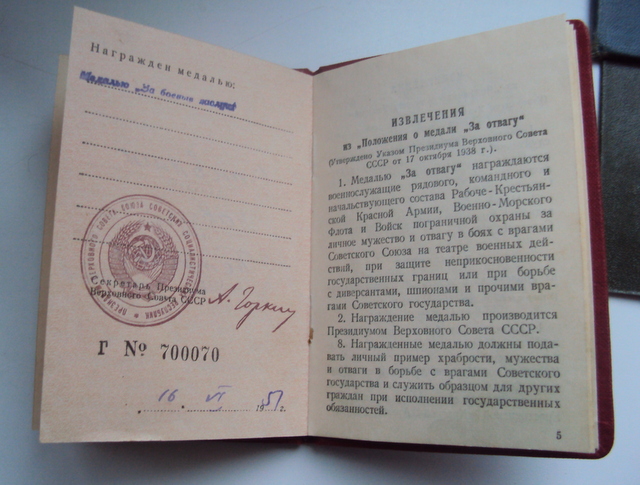 Награжден медалью:
Медалью „За боевые заслуги"
Секретарь Президиума
Верховного Совета СССР
А. Горкин
Г № 700070
16 VI 1951 г.
ИЗВЛЕЧЕНИЯ
из „Положения о медали „За отвагу"
(Утверждено Указом Президиума Верховного Совета
СССР от 17 октября 1938 г.).
1. Медалью „За отвагу" награждаются
военнослужащие рядового, командного и
начальствующего состава Рабоче-Крестьян-
ской Красной Армии, Военно-Морского
Флота и Войск пограничной охраны за
личное мужество и отвагу в боях с врагами
Советского Союза на театре военных дей-
ствий, при защите неприкосновенности
государственных границ или при борьбе
с диверсантами, шпионами и прочими вра-
гами Советского государства.
2. Награждение медалью производится
Президиумом Верховного Совета СССР.
8. Награжденные медалью должны пода-
вать личный пример храбрости, мужества
и отваги в борьбе с врагами Советского
государства и служить образцом для других
граждан при исполнении государственных
обязанностей.
5